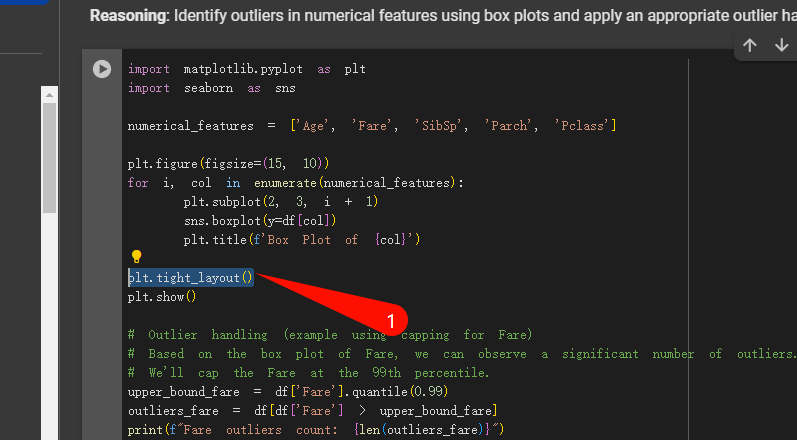 Reasoning: Identify outliers in numerical features using box plots and apply an appropriate outlier ha
import matplotlib.pyplot as plt
import seaborn as sns
numerical_features = ['Age', 'Fare', 'SibSp', 'Parch', 'Pclass']
plt.figure(figsize=(15, 10))
for i, col in enumerate(numerical_features):
plt.subplot(2, 3, i + 1)
sns.boxplot(y=df[col])
plt.title(f'Box Plot of {col}')
plt.tight_layout()
plt.show()
1
# Outlier handling (example using capping for Fare)
# Based on the box plot of Fare, we can observe a significant number of outliers.
# We'll cap the Fare at the 99th percentile.
upper_bound_fare = df['Fare'].quantile(0.99)
outliers_fare = df[df['Fare'] > upper_bound_fare]
print(f"Fare outliers count: {len(outliers_fare)}")